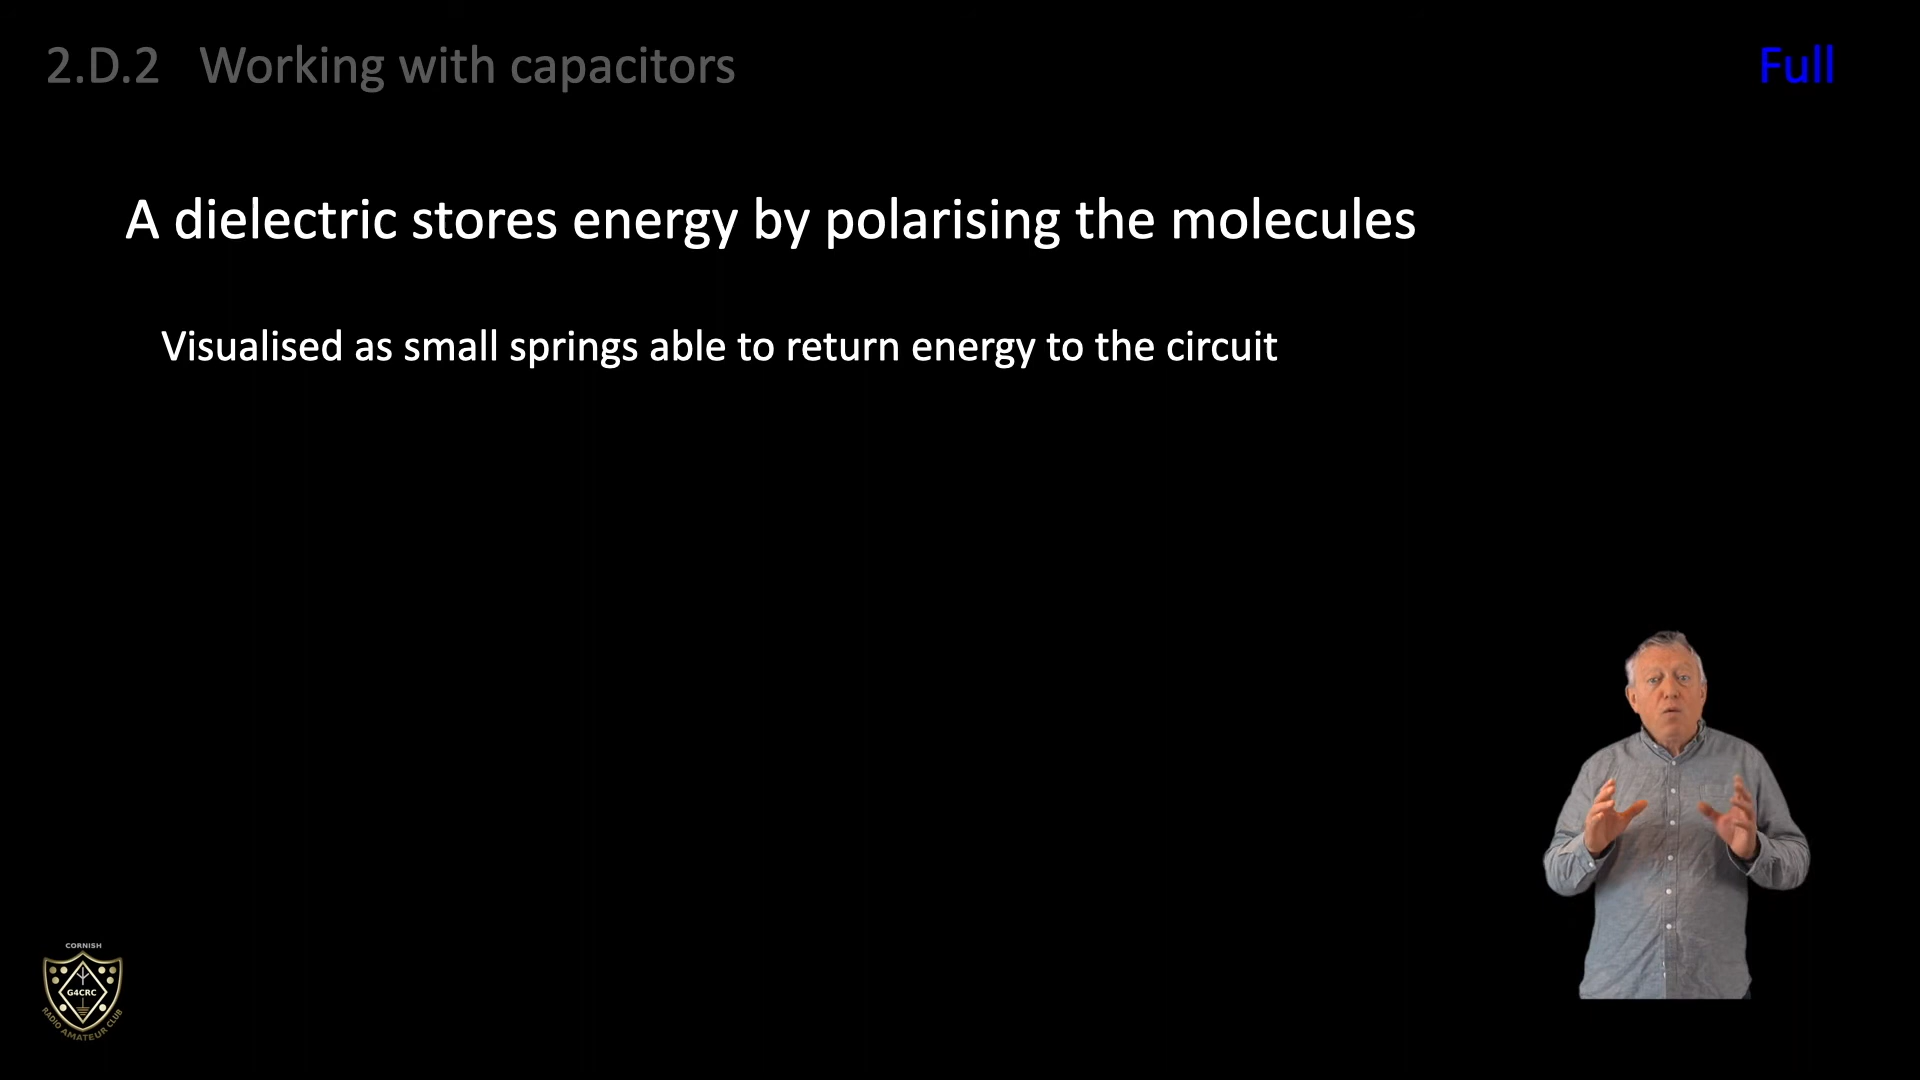 2.D.2 Working with capacitors
Full
A dielectric stores energy by polarising the molecules
Visualised as small springs able to return energy to the circuit
CORNISH
G4CRC
RADIO AMATEUR CLUB